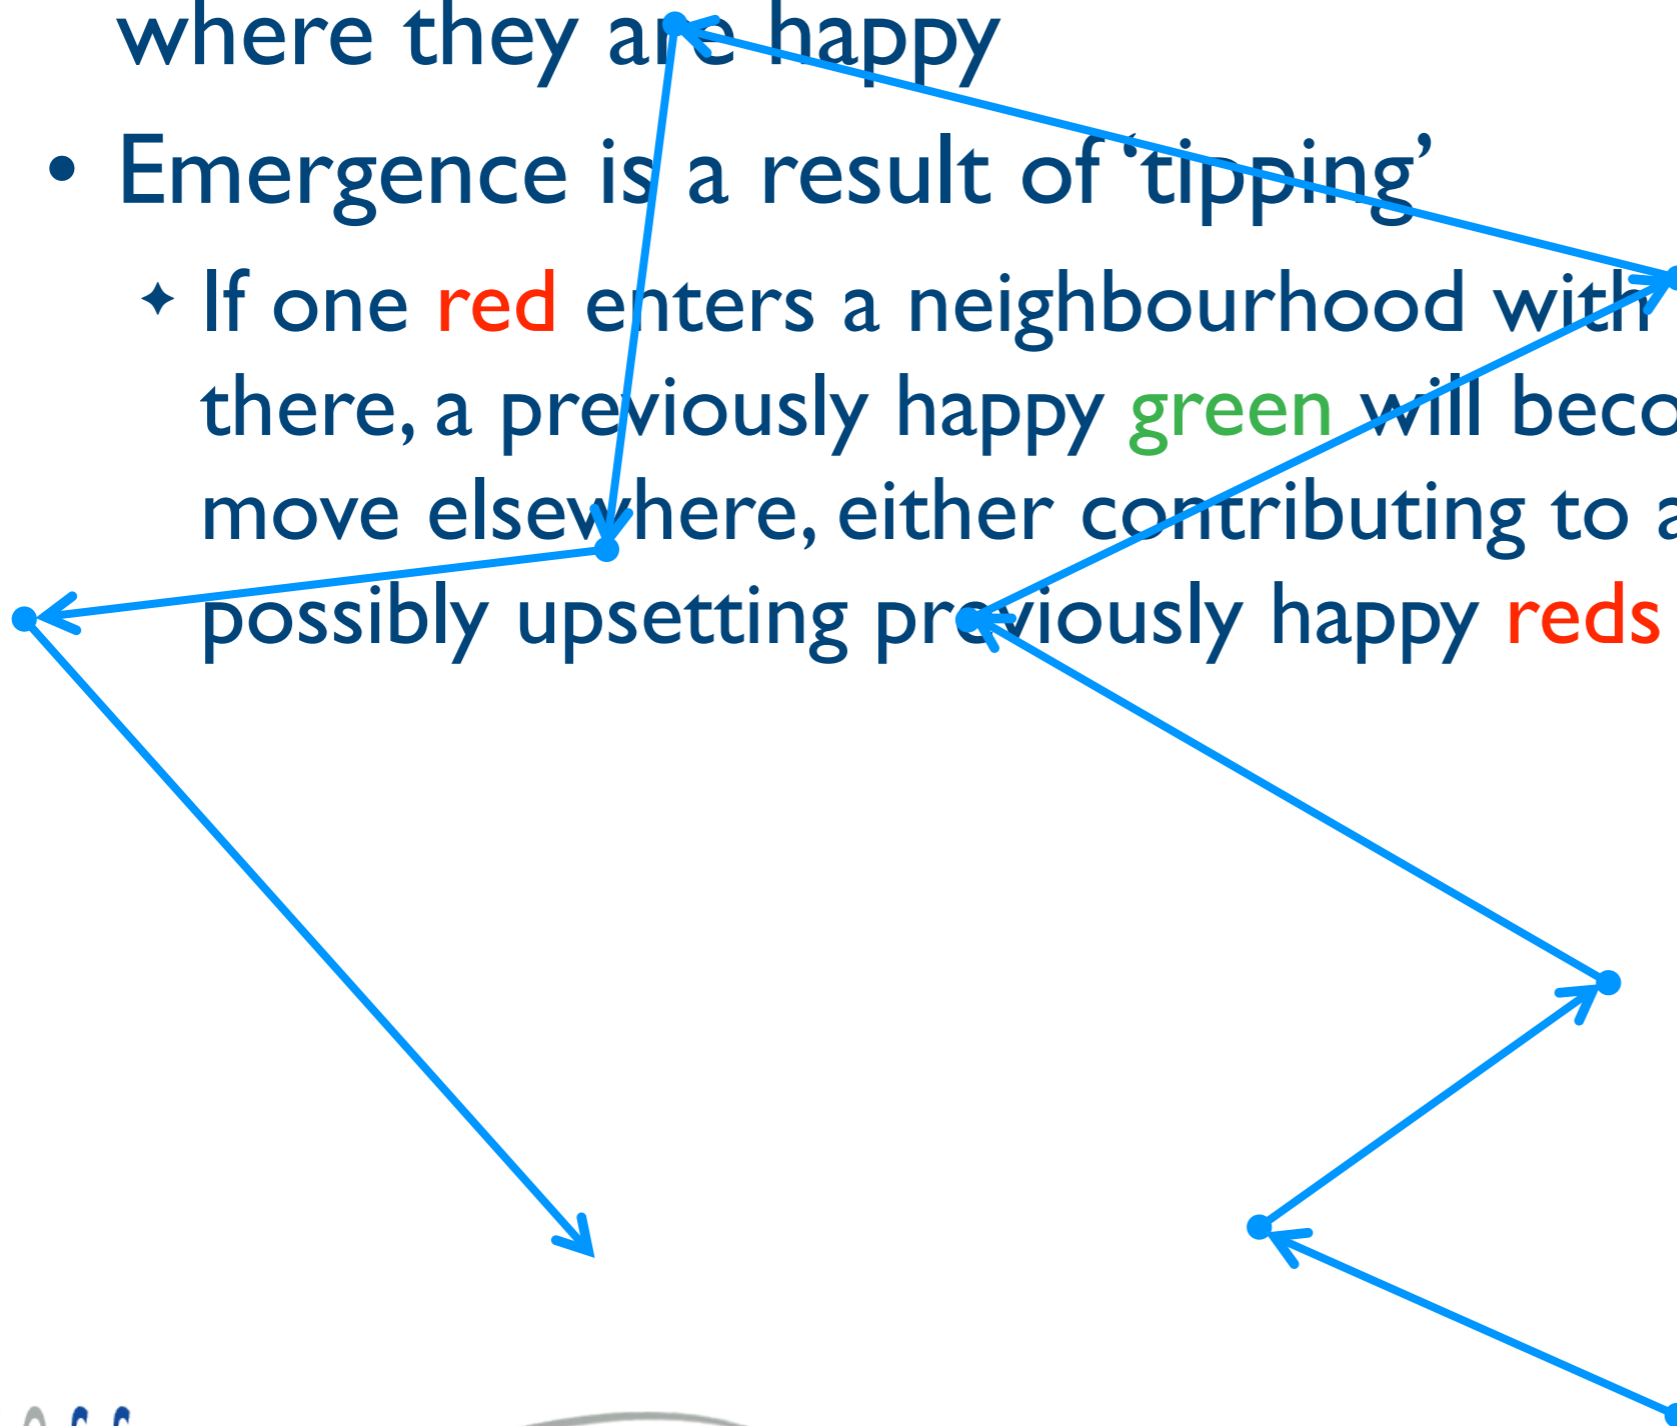 where they are happy
• Emergence is a result of ‘tipping’
✦ If one red enters a neighbourhood with
there, a previously happy green will beco
move elsewhere, either contributing to a
possibly upsetting previously happy reds